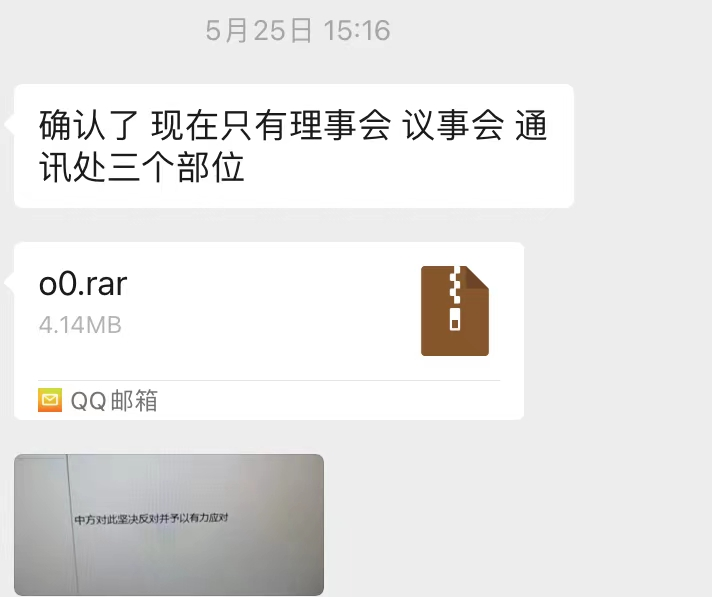 5月25日 15:16
确认了 现在只有理事会 议事会 通
讯处三个部位
o0.rar
4.14MB
QQ邮箱
中方对此坚决反对并予以有力应对